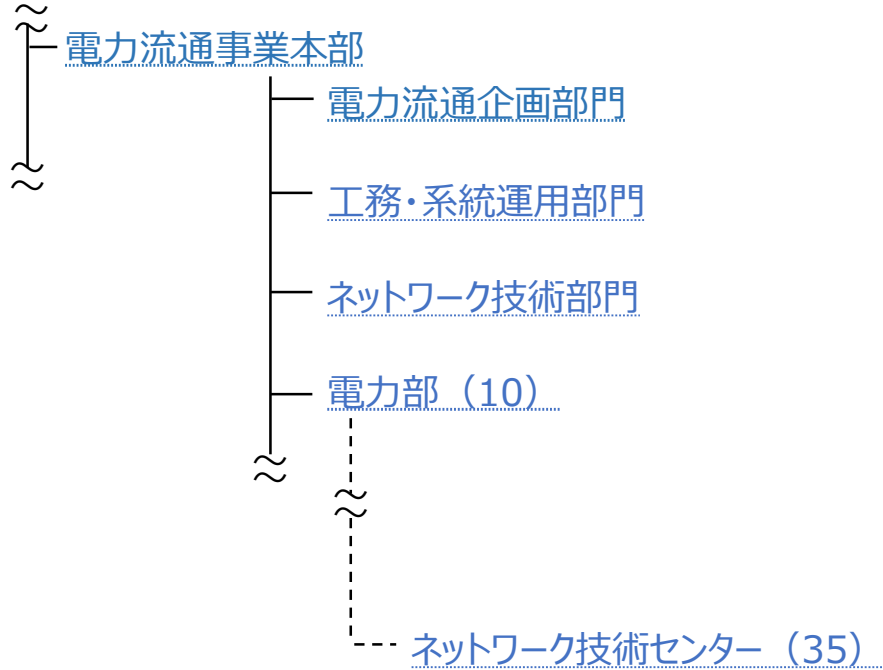 電力流通事業本部
電力流通企画部門
工務・系統運用部門
ネットワーク技術部門
電力部（10）
ネットワーク技術センター（35）